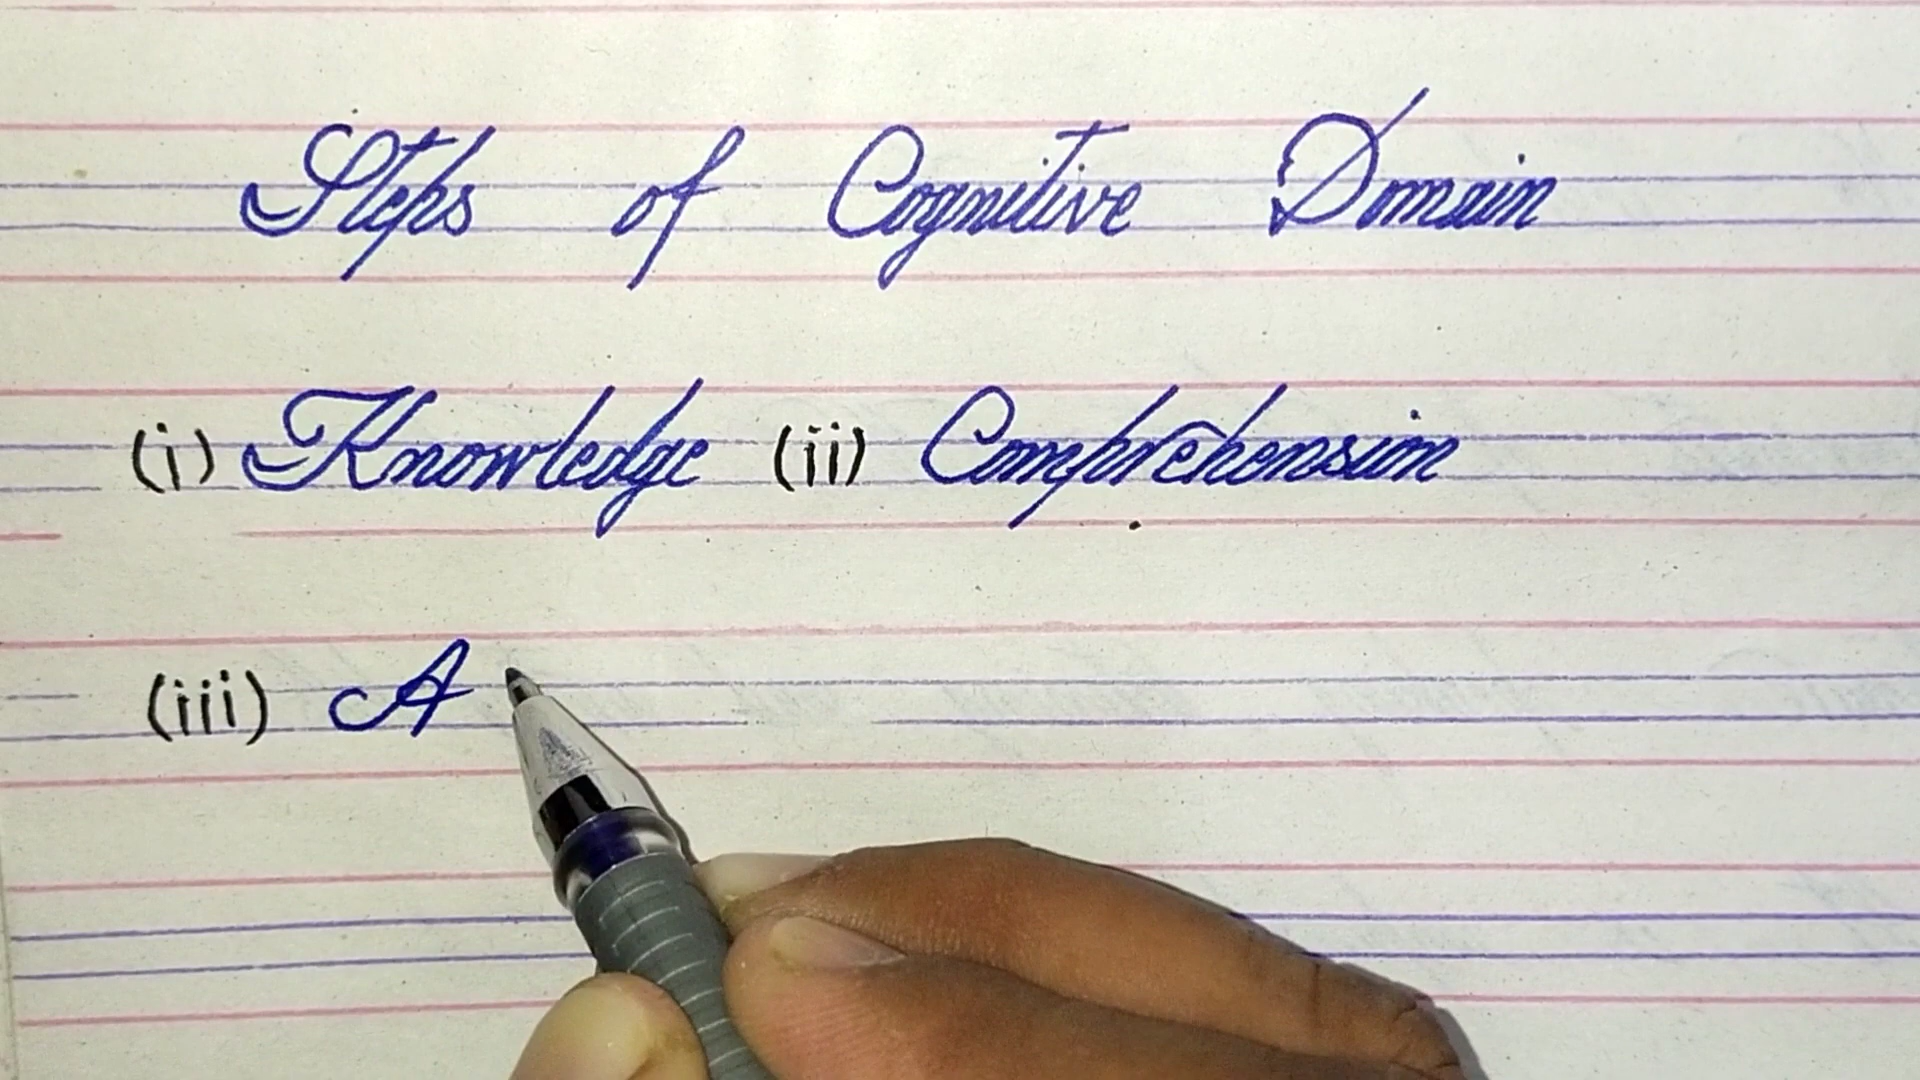 Steps of Cognitive Domain
(i) Knowledge (ii) Comprehension
(iii) A